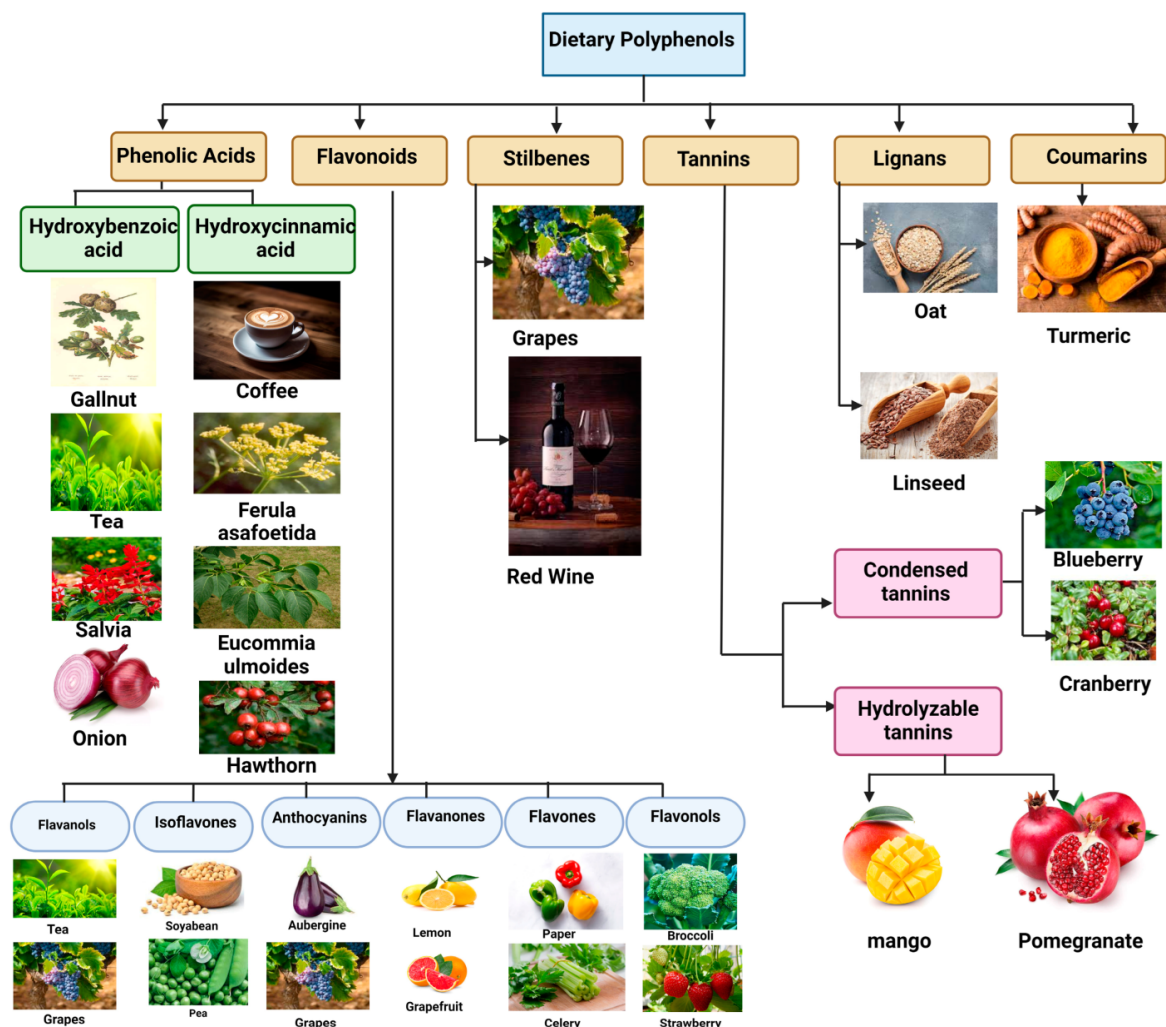 Dietary Polyphenols
Phenolic Acids
Flavonoids
Stilbenes
Tannins
Lignans
Coumarins
Hydroxybenzoic
acid
Hydroxycinnamic
acid
Gallnut
Coffee
Tea
Ferula
asafoetida
Salvia
Eucommia
ulmoides
Onion
Hawthorn
Grapes
Red Wine
Oat
Linseed
Turmeric
Condensed
tannins
Blueberry
Cranberry
Hydrolyzable
tannins
mango
Pomegranate
Flavanols
Isoflavones
Anthocyanins
Flavanones
Flavones
Flavonols
Tea
Soyabean
Aubergine
Lemon
Paper
Broccoli
Grapes
Pea
Grapes
Grapefruit
Celery
Strawberry